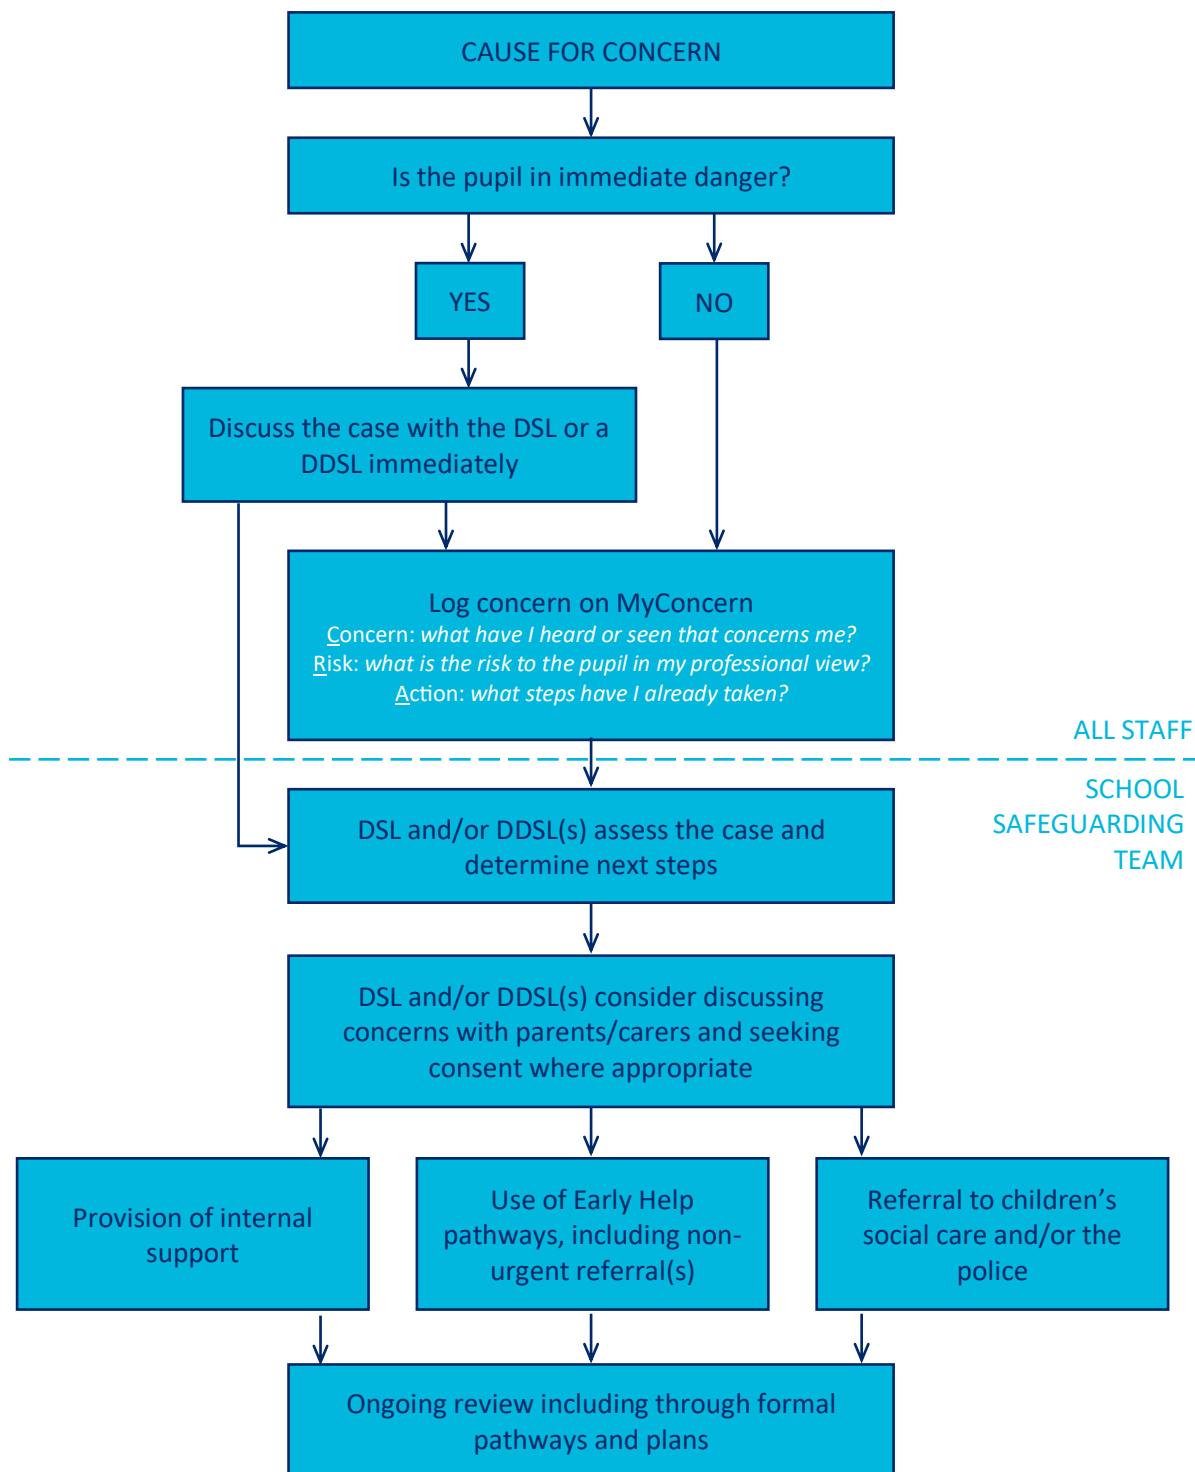 CAUSE FOR CONCERN
Is the pupil in immediate danger?
YES
NO
Discuss the case with the DSL or a
DDSL immediately
Log concern on MyConcern
Concern: what have I heard or seen that concerns me?
Risk: what is the risk to the pupil in my professional view?
Action: what steps have I already taken?
ALL STAFF
SCHOOL
SAFEGUARDING
TEAM
DSL and/or DDSL(s) assess the case and
determine next steps
DSL and/or DDSL(s) consider discussing
concerns with parents/carers and seeking
consent where appropriate
Provision of internal
support
Use of Early Help
pathways, including non-
urgent referral(s)
Referral to children’s
social care and/or the
police
Ongoing review including through formal
pathways and plans